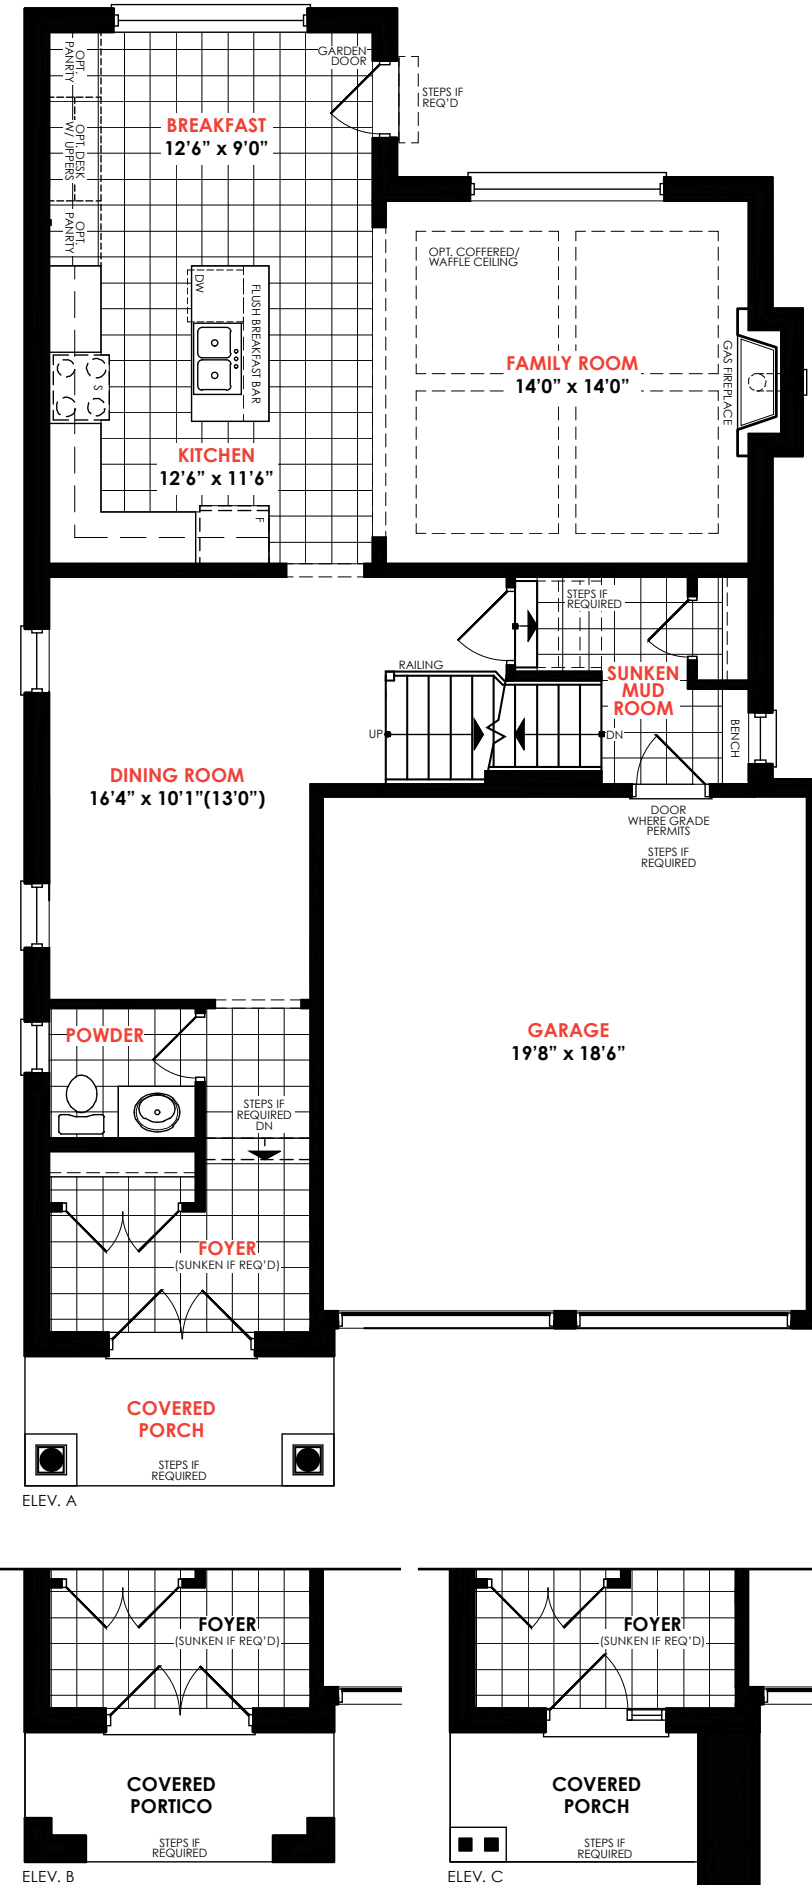 GARDEN
DOOR
OPT.
PANRTY
STEPS IF
REQ'D
BREAKFAST
12'6" x 9'0"
OPT. DESK
W/ UPPERS
OPT.
PANRTY
OPT. COFFERED/
WAFFLE CEILING
DW
FLUSH BREAKFAST BAR
FAMILY ROOM
14'0" x 14'0"
GAS FIREPLACE
S
KITCHEN
12'6" x 11'6"
F
STEPS IF
REQUIRED
RAILING
SUNKEN
MUD
ROOM
UP
DN
BENCH
DINING ROOM
16'4" x 10'1"(13'0")
DOOR
WHERE GRADE
PERMITS
STEPS IF
REQUIRED
POWDER
GARAGE
19'8" x 18'6"
STEPS IF
REQUIRED
DN
FOYER
(SUNKEN IF REQ'D)
COVERED
PORCH
STEPS IF
REQUIRED
ELEV. A
FOYER
(SUNKEN IF REQ'D)
COVERED
PORTICO
STEPS IF
REQUIRED
ELEV. B
FOYER
(SUNKEN IF REQ'D)
COVERED
PORCH
STEPS IF
REQUIRED
ELEV. C